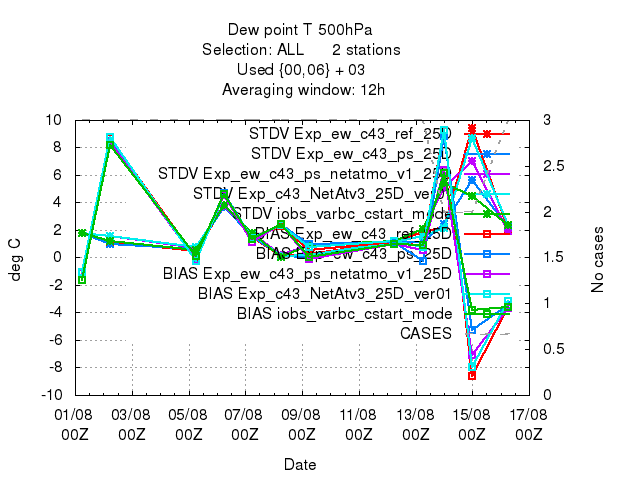 Dew point T 500hPa
Selection: ALL 2 stations
Used {00,06} + 03
Averaging window: 12h
10
8
6
4
2
0
-2
-4
-6
-8
-10
deg C
3
2.5
2
1.5
1
0.5
0
No cases
STDV Exp_ew_c43_ref_25D
STDV Exp_ew_c43_ps_25D
STDV Exp_ew_c43_ps_netatmo_v1_25D
STDV Exp_c43_NetAtv3_25D_ver01
STDV iobs_varbc_cstart_mode
BIAS Exp_ew_c43_ref_25D
BIAS Exp_ew_c43_ps_25D
BIAS Exp_ew_c43_ps_netatmo_v1_25D
BIAS Exp_c43_NetAtv3_25D_ver01
BIAS iobs_varbc_cstart_mode
CASES
01/08 03/08 05/08 07/08 09/08 11/08 13/08 15/08 17/08
00Z 00Z 00Z 00Z 00Z 00Z 00Z 00Z 00Z
Date